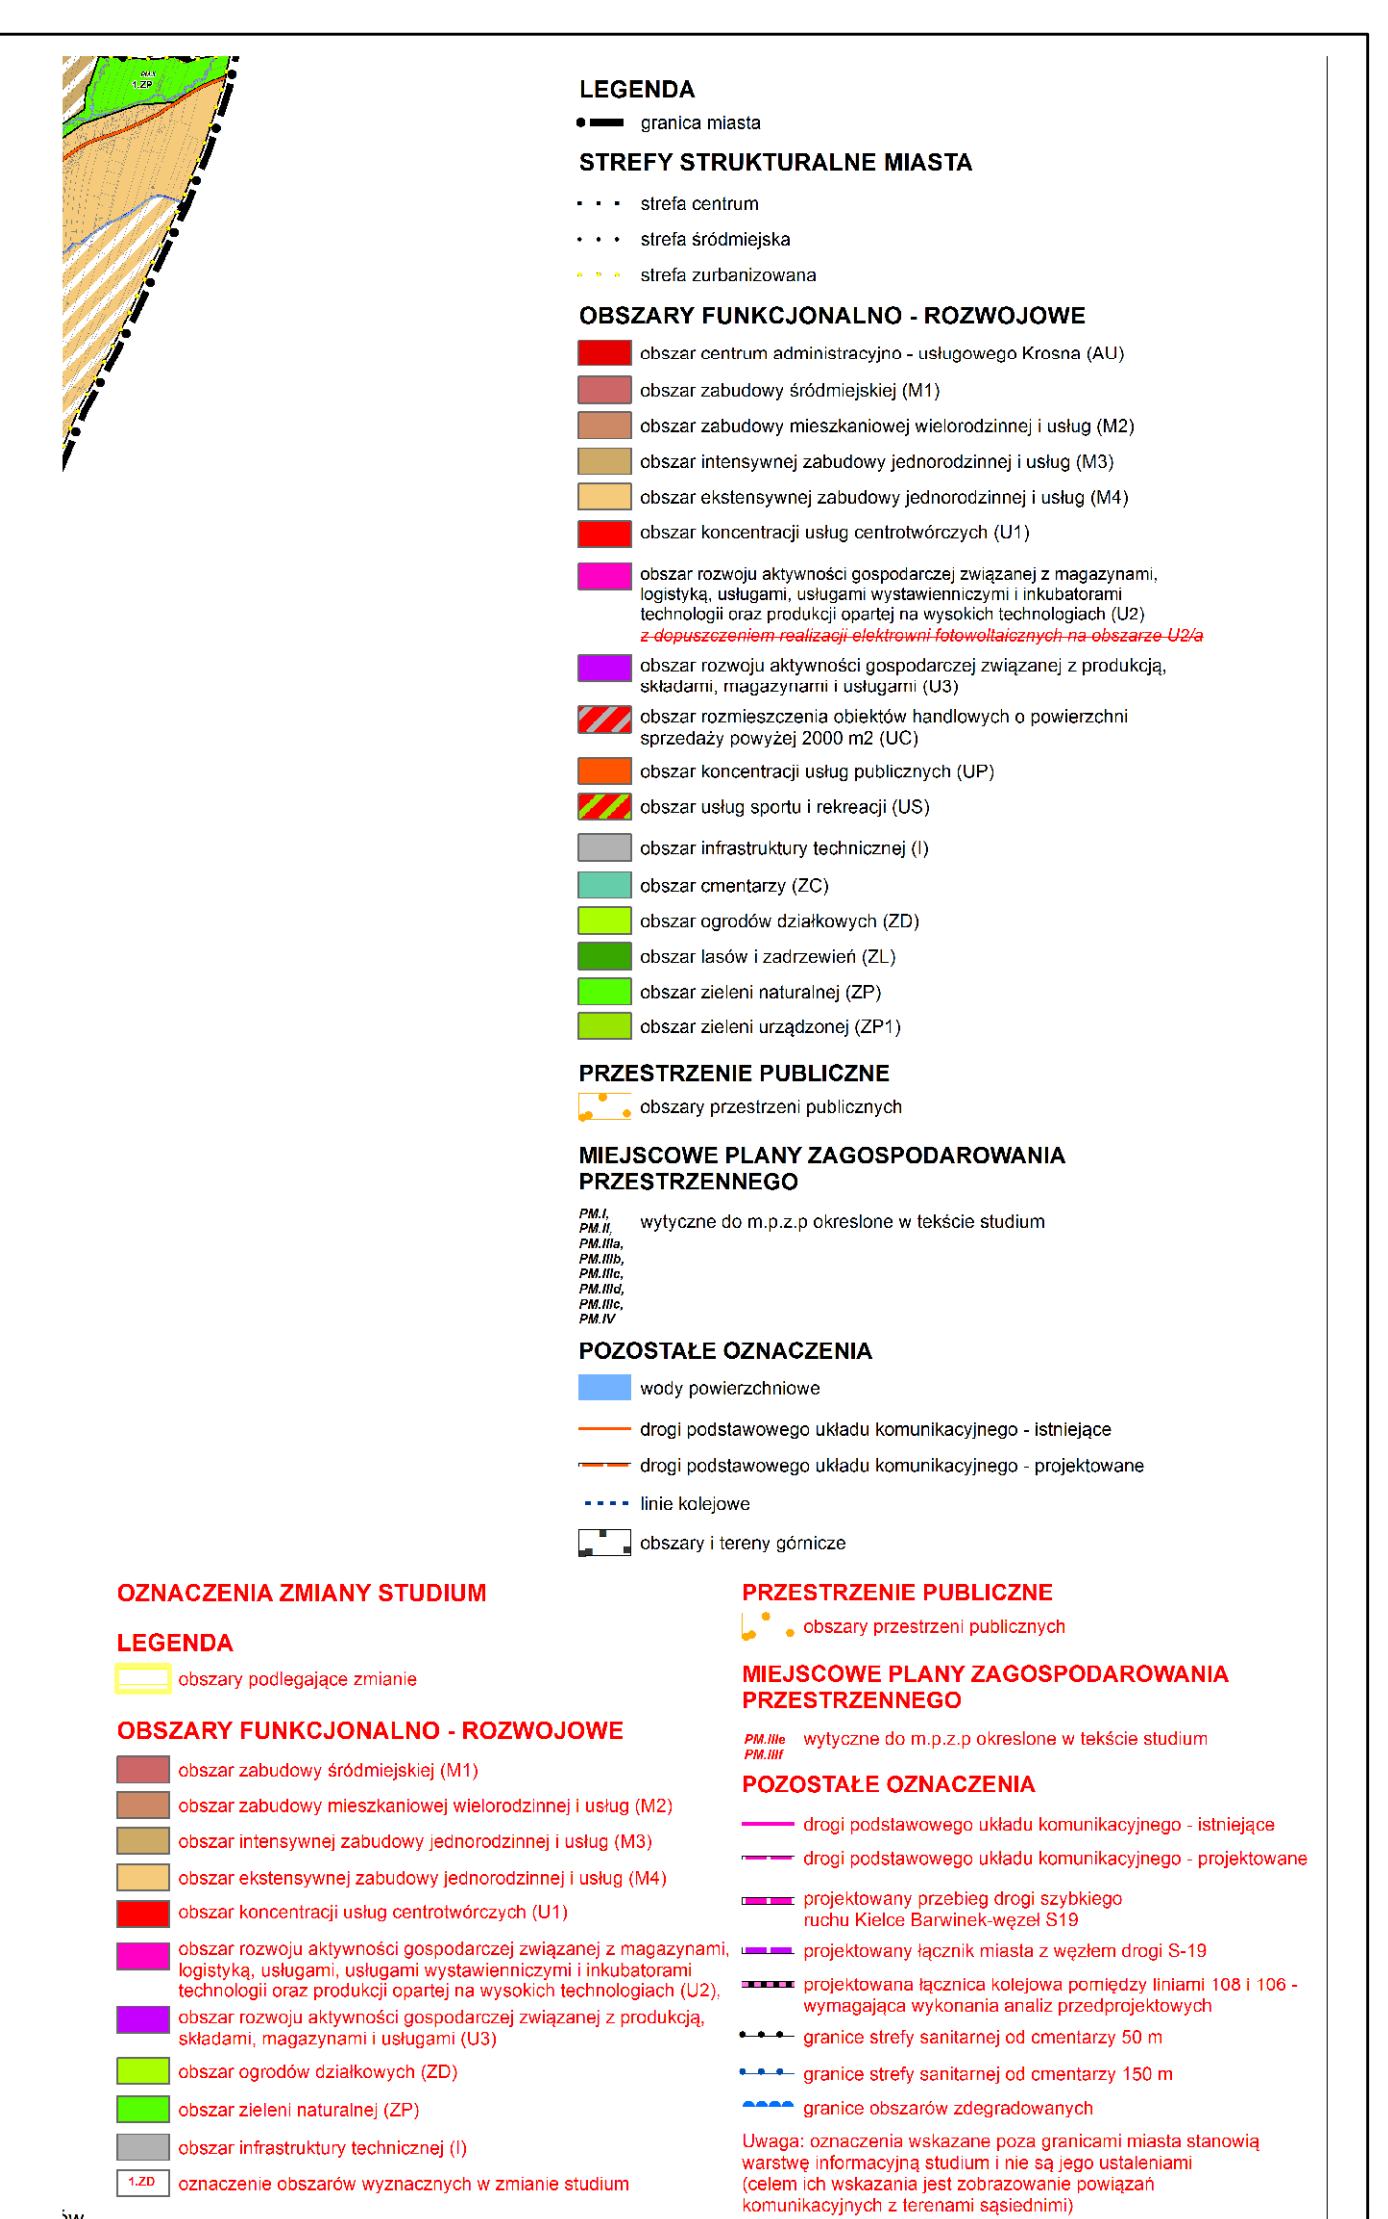 PM.X
1.ZP
LEGENDA
granica miasta
STREFY STRUKTURALNE MIASTA
strefa centrum
strefa śródmiejska
strefa zurbanizowana
OBSZARY FUNKCJONALNO - ROZWOJOWE
obszar centrum administracyjno - usługowego Krosna (AU)
obszar zabudowy śródmiejskiej (M1)
obszar zabudowy mieszkaniowej wielorodzinnej i usług (M2)
obszar intensywnej zabudowy jednorodzinnej i usług (M3)
obszar ekstensywnej zabudowy jednorodzinnej i usług (M4)
obszar koncentracji usług centrotwórczych (U1)
obszar rozwoju aktywności gospodarczej związanej z magazynami,
logistyką, usługami, usługami wystawienniczymi i inkubatorami
technologii oraz produkcji opartej na wysokich technologiach (U2)
z dopuszczeniem realizacji elektrowni fotowoltaicznych na obszarze U2/a
obszar rozwoju aktywności gospodarczej związanej z produkcją,
składami, magazynami i usługami (U3)
obszar rozmieszczenia obiektów handlowych o powierzchni
sprzedaży powyżej 2000 m2 (UC)
obszar koncentracji usług publicznych (UP)
obszar usług sportu i rekreacji (US)
obszar infrastruktury technicznej (I)
obszar cmentarzy (ZC)
obszar ogrodów działkowych (ZD)
obszar lasów i zadrzewień (ZL)
obszar zieleni naturalnej (ZP)
obszar zieleni urządzonej (ZP1)
PRZESTRZENIE PUBLICZNE
obszary przestrzeni publicznych
MIEJSCOWE PLANY ZAGOSPODAROWANIA
PRZESTRZENNEGO
PM.I,
PM.II,
PM.IIIa,
PM.IIIb,
PM.IIIc,
PM.IIId,
PM.IIIc,
PM.IV
wytyczne do m.p.z.p okreslone w tekście studium
POZOSTAŁE OZNACZENIA
wody powierzchniowe
drogi podstawowego układu komunikacyjnego - istniejące
drogi podstawowego układu komunikacyjnego - projektowane
linie kolejowe
obszary i tereny górnicze
OZNACZENIA ZMIANY STUDIUM
LEGENDA
obszary podlegające zmianie
OBSZARY FUNKCJONALNO - ROZWOJOWE
obszar zabudowy śródmiejskiej (M1)
obszar zabudowy mieszkaniowej wielorodzinnej i usług (M2)
obszar intensywnej zabudowy jednorodzinnej i usług (M3)
obszar ekstensywnej zabudowy jednorodzinnej i usług (M4)
obszar koncentracji usług centrotwórczych (U1)
obszar rozwoju aktywności gospodarczej związanej z magazynami,
logistyką, usługami, usługami wystawienniczymi i inkubatorami
technologii oraz produkcji opartej na wysokich technologiach (U2),
obszar rozwoju aktywności gospodarczej związanej z produkcją,
składami, magazynami i usługami (U3)
obszar ogrodów działkowych (ZD)
obszar zieleni naturalnej (ZP)
obszar infrastruktury technicznej (I)
1.ZD oznaczenie obszarów wyznacznych w zmianie studium
PRZESTRZENIE PUBLICZNE
obszary przestrzeni publicznych
MIEJSCOWE PLANY ZAGOSPODAROWANIA
PRZESTRZENNEGO
PM.IIIe
PM.IIIf
wytyczne do m.p.z.p okreslone w tekście studium
POZOSTAŁE OZNACZENIA
drogi podstawowego układu komunikacyjnego - istniejące
drogi podstawowego układu komunikacyjnego - projektowane
projektowany przebieg drogi szybkiego
ruchu Kielce Barwinek-węzeł S19
projektowany łącznik miasta z węzłem drogi S-19
projektowana łącznica kolejowa pomiędzy liniami 108 i 106 -
wymagająca wykonania analiz przedprojektowych
granice strefy sanitarnej od cmentarzy 50 m
granice strefy sanitarnej od cmentarzy 150 m
granice obszarów zdegradowanych
Uwaga: oznaczenia wskazane poza granicami miasta stanowią
warstwę informacyjną studium i nie są jego ustaleniami
(celem ich wskazania jest zobrazowanie powiązań
komunikacyjnych z terenami sąsiednimi)